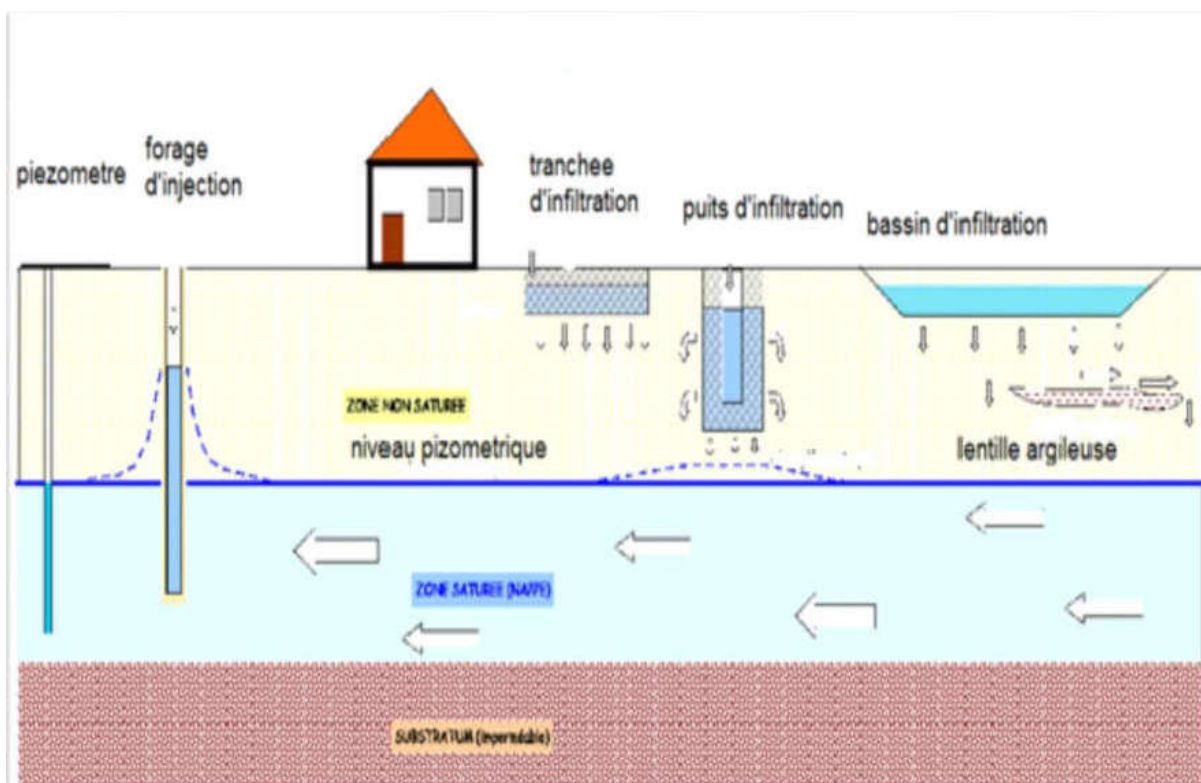 piezometre
forage
d'injection
tranchee
d'infiltration
puits d'infiltration
bassin d'infiltration
ZONE NON SATUREE
niveau pizometrique
lentille argileuse
ZONE SATUREE (NAPPE)
SUBSTRATUM (imperméable)